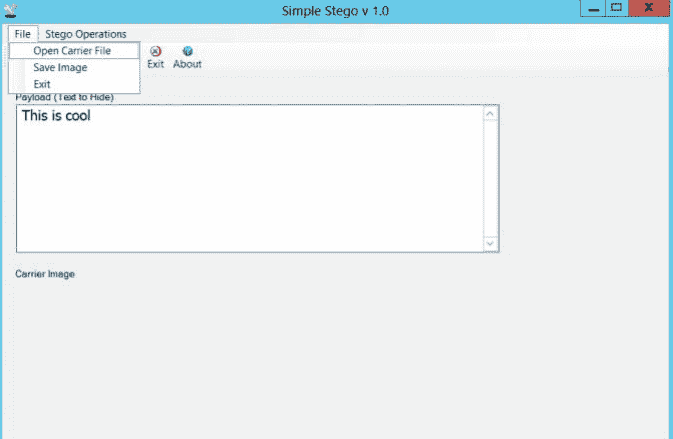 Simple Stego v 1.0
File Stego Operations
Open Carrier File
Save Image
Exit
Exit About
Payload (Text to Hide)
This is cool
Carrier Image